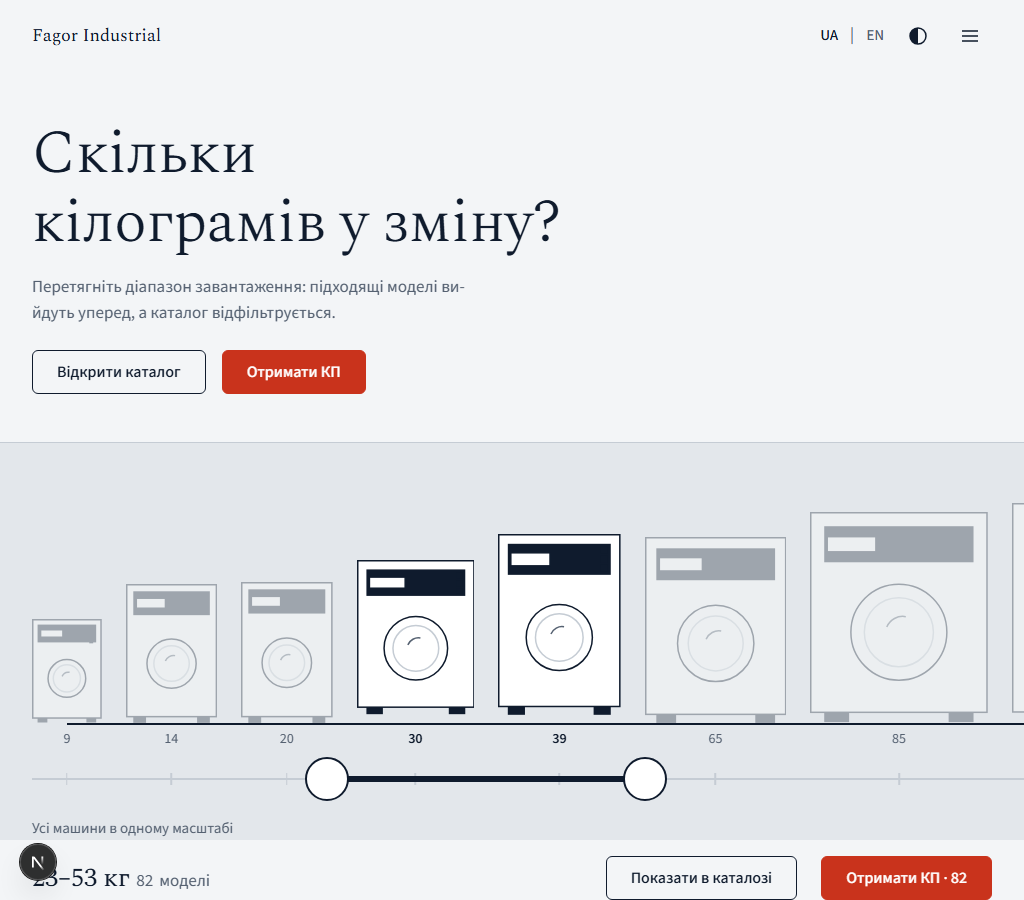 Fagor Industrial
UA | EN
Скільки
кілограмів у зміну?
Перетягніть діапазон завантаження: підходящі моделі ви-
йдуть уперед, а каталог відфільтрується.
Відкрити каталог
Отримати КП
9 14 20 30 39 65 85
Усі машини в одному масштабі
N
23–53 кг 82 моделі
Показати в каталозі
Отримати КП · 82